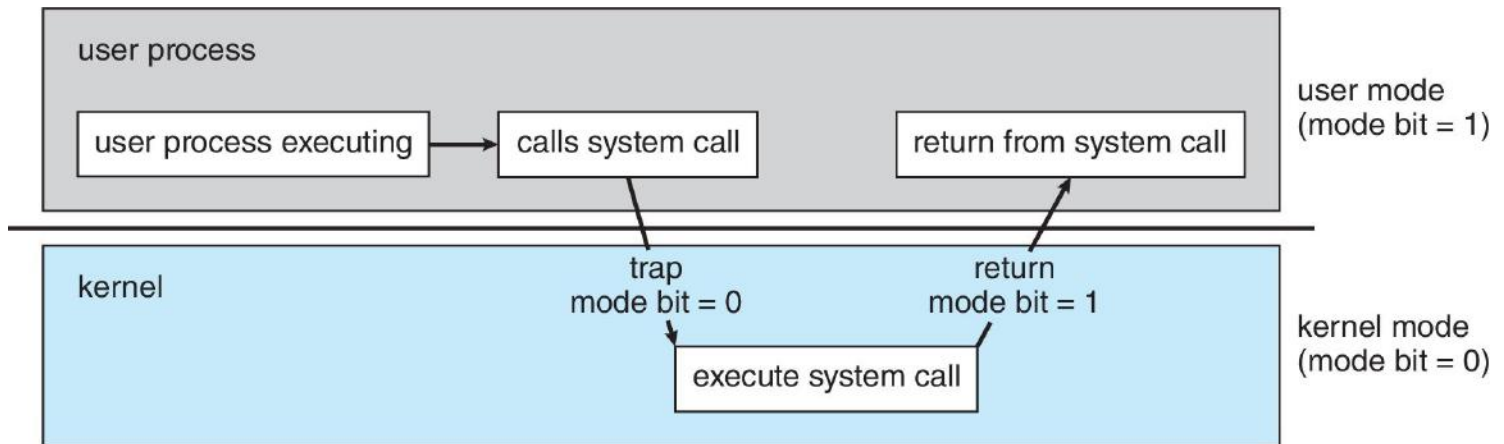 user process
user process executing
calls system call
return from system call
user mode
(mode bit = 1)
kernel
trap
mode bit = 0
return
mode bit = 1
execute system call
kernel mode
(mode bit = 0)